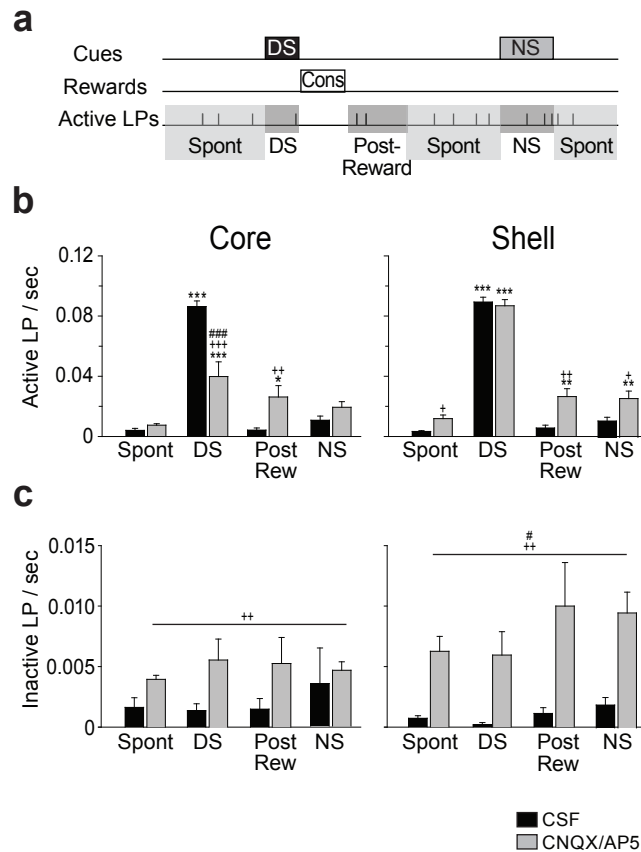 a
Cues
DS
NS
Rewards
Cons
Active LPs
Spont
DS
Post-
Reward
Spont
NS
Spont
b
Core
Shell
Active LP / sec
0.12
0.08
0.04
0
***
###
+++
***
++
*
+
***
***
++
**
+
**
Spont
DS
Post
Rew
NS
Spont
DS
Post
Rew
NS
c
Inactive LP / sec
0.015
0.010
0.005
0
++
#
++
Spont
DS
Post
Rew
NS
Spont
DS
Post
Rew
NS
CSF
CNQX/AP5